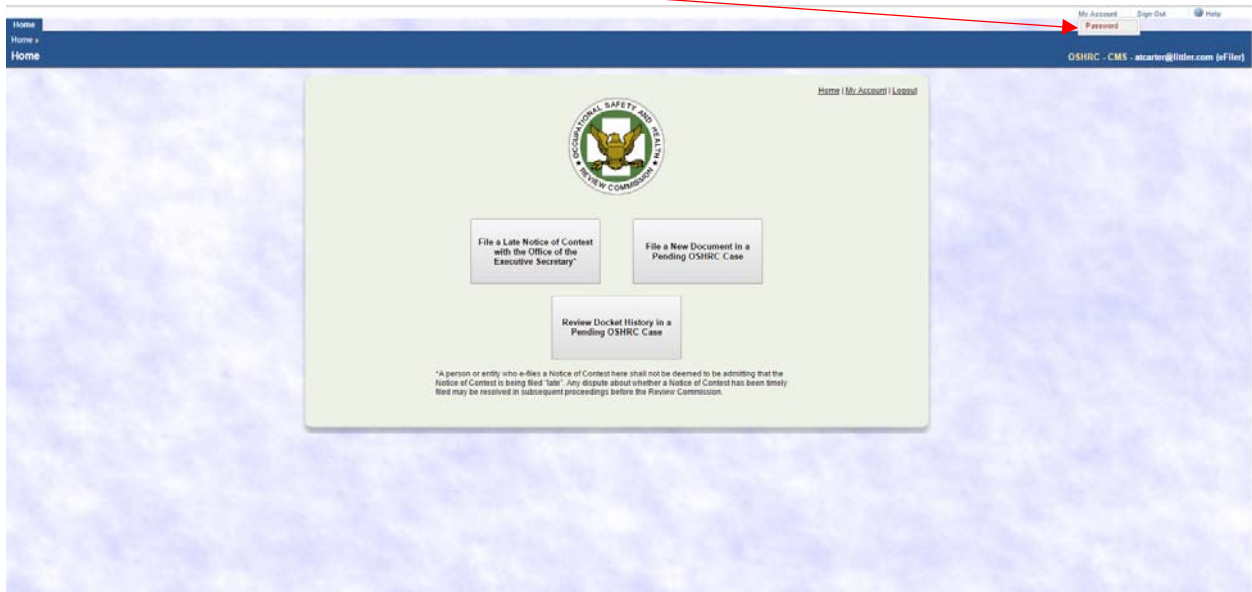 My Account Sign Out Help
Home
Password
Home »
Home
OSHRC - CMS - atcarter@littler.com (eFiler)
Home | My Account | Logout
OCCUPATIONAL SAFETY AND HEALTH
REVIEW COMMISSION
File a Late Notice of Contest
with the Office of the
Executive Secretary*
File a New Document in a
Pending OSHRC Case
Review Docket History in a
Pending OSHRC Case
*A person or entity who e-files a Notice of Contest here shall not be deemed to be admitting that the
Notice of Contest is being filed "late". Any dispute about whether a Notice of Contest has been timely
filed may be resolved in subsequent proceedings before the Review Commission.